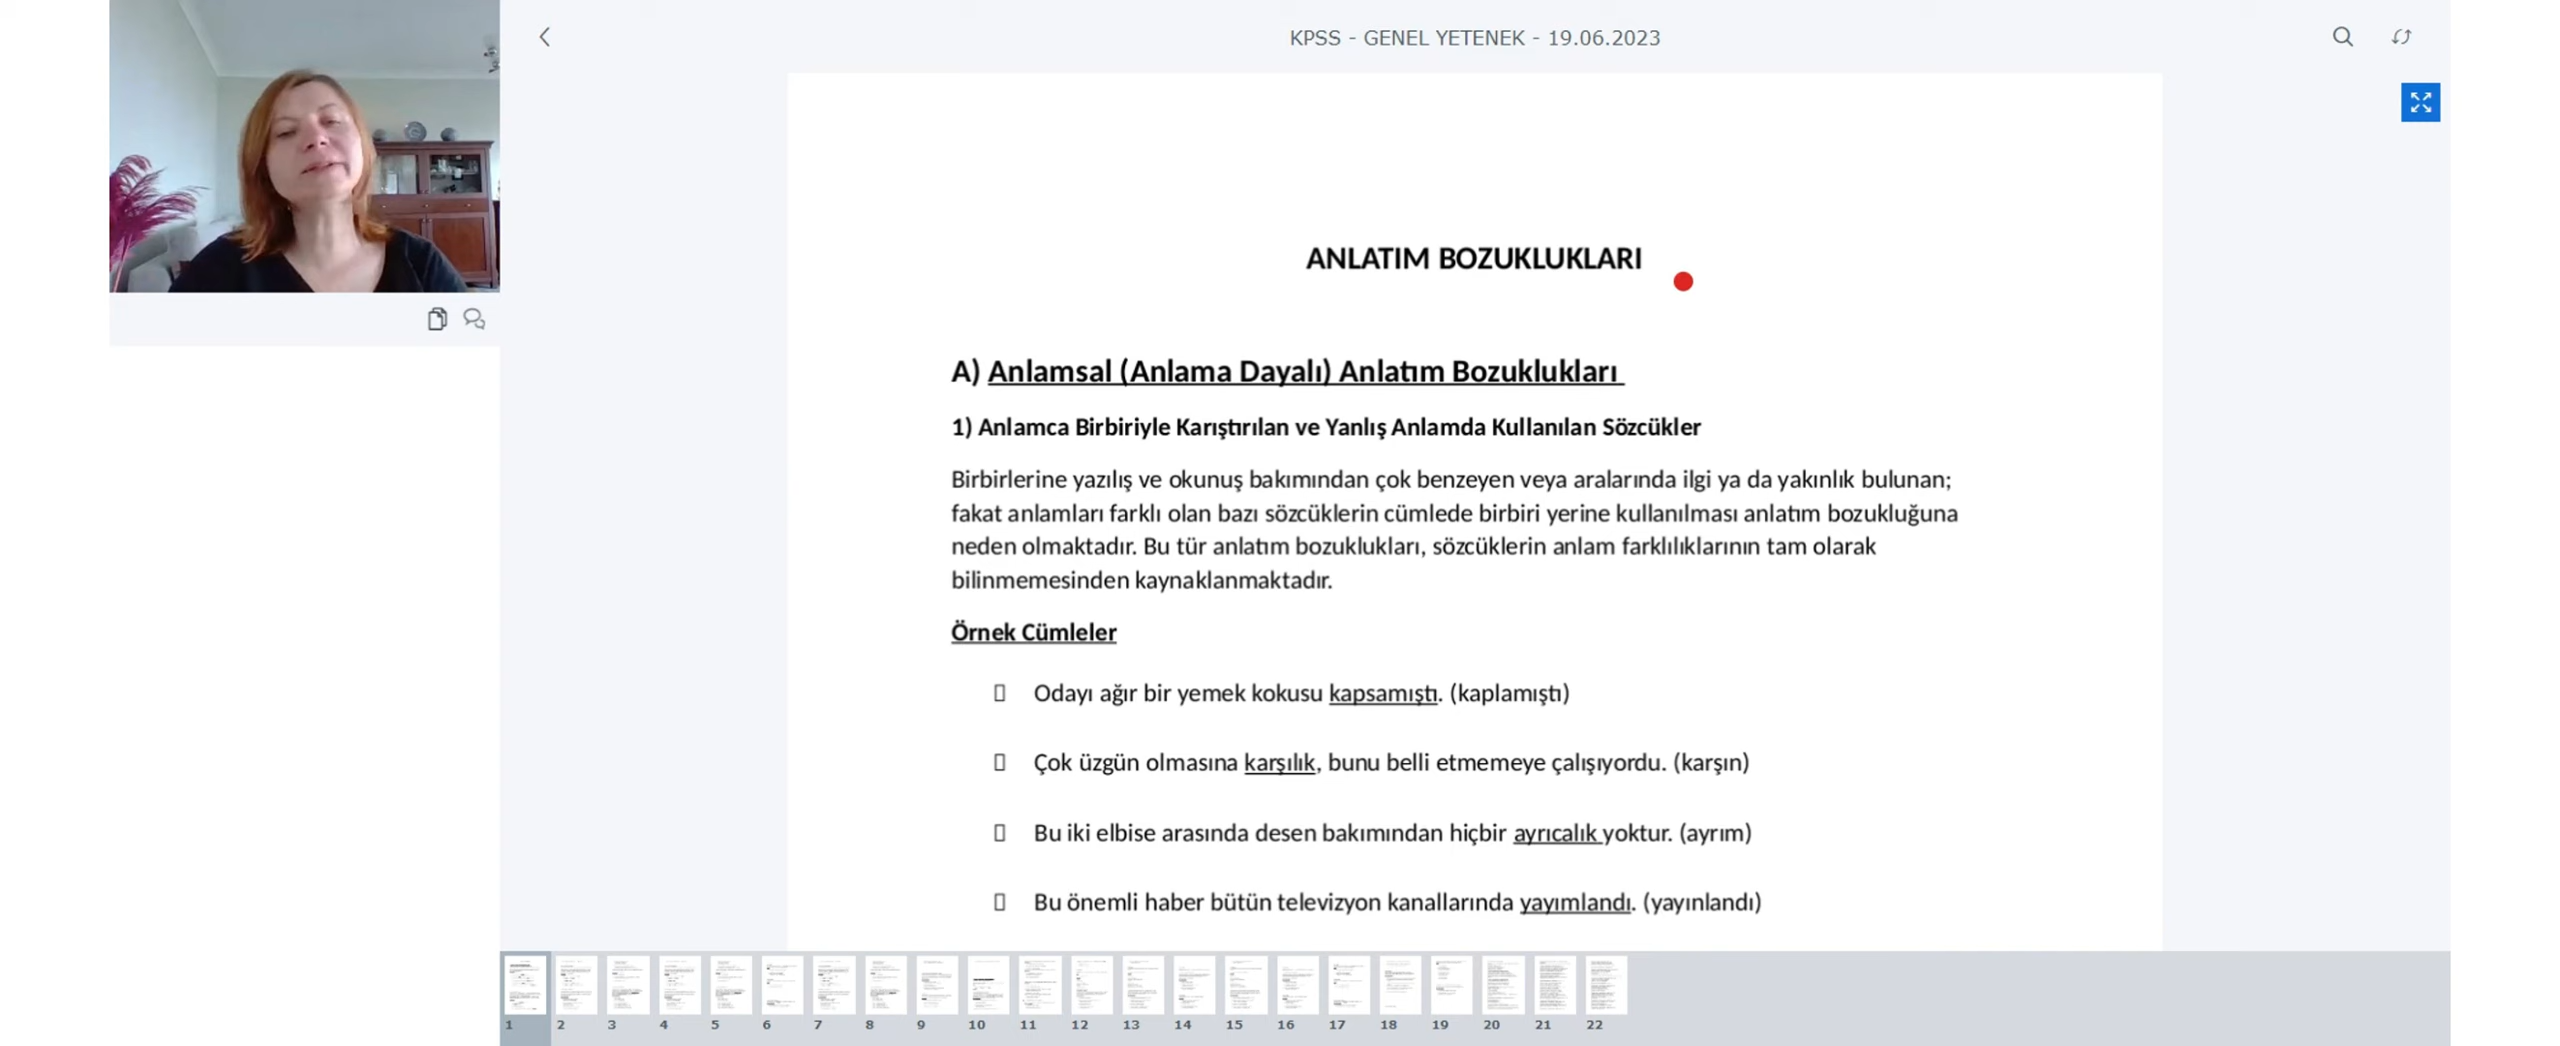 KPSS - GENEL YETENEK - 19.06.2023
ANLATIM BOZUKLUKLARI
A) Anlamsal (Anlama Dayalı) Anlatım Bozuklukları
1) Anlamca Birbiriyle Karıştırılan ve Yanlış Anlamda Kullanılan Sözcükler
Birbirlerine yazılış ve okunuş bakımından çok benzeyen veya aralarında ilgi ya da yakınlık bulunan;
fakat anlamları farklı olan bazı sözcüklerin cümlede birbiri yerine kullanılması anlatım bozukluğuna
neden olmaktadır. Bu tür anlatım bozuklukları, sözcüklerin anlam farklılıklarının tam olarak
bilinmemesinden kaynaklanmaktadır.
Örnek Cümleler
Odayı ağır bir yemek kokusu kapsamıştı. (kaplamıştı)
Çok üzgün olmasına karşılık, bunu belli etmemeye çalışıyordu. (karşın)
Bu iki elbise arasında desen bakımından hiçbir ayrıcalık yoktur. (ayrım)
Bu önemli haber bütün televizyon kanallarında yayımlandı. (yayınlandı)
1 2 3 4 5 6 7 8 9 10 11 12 13 14 15 16 17 18 19 20 21 22